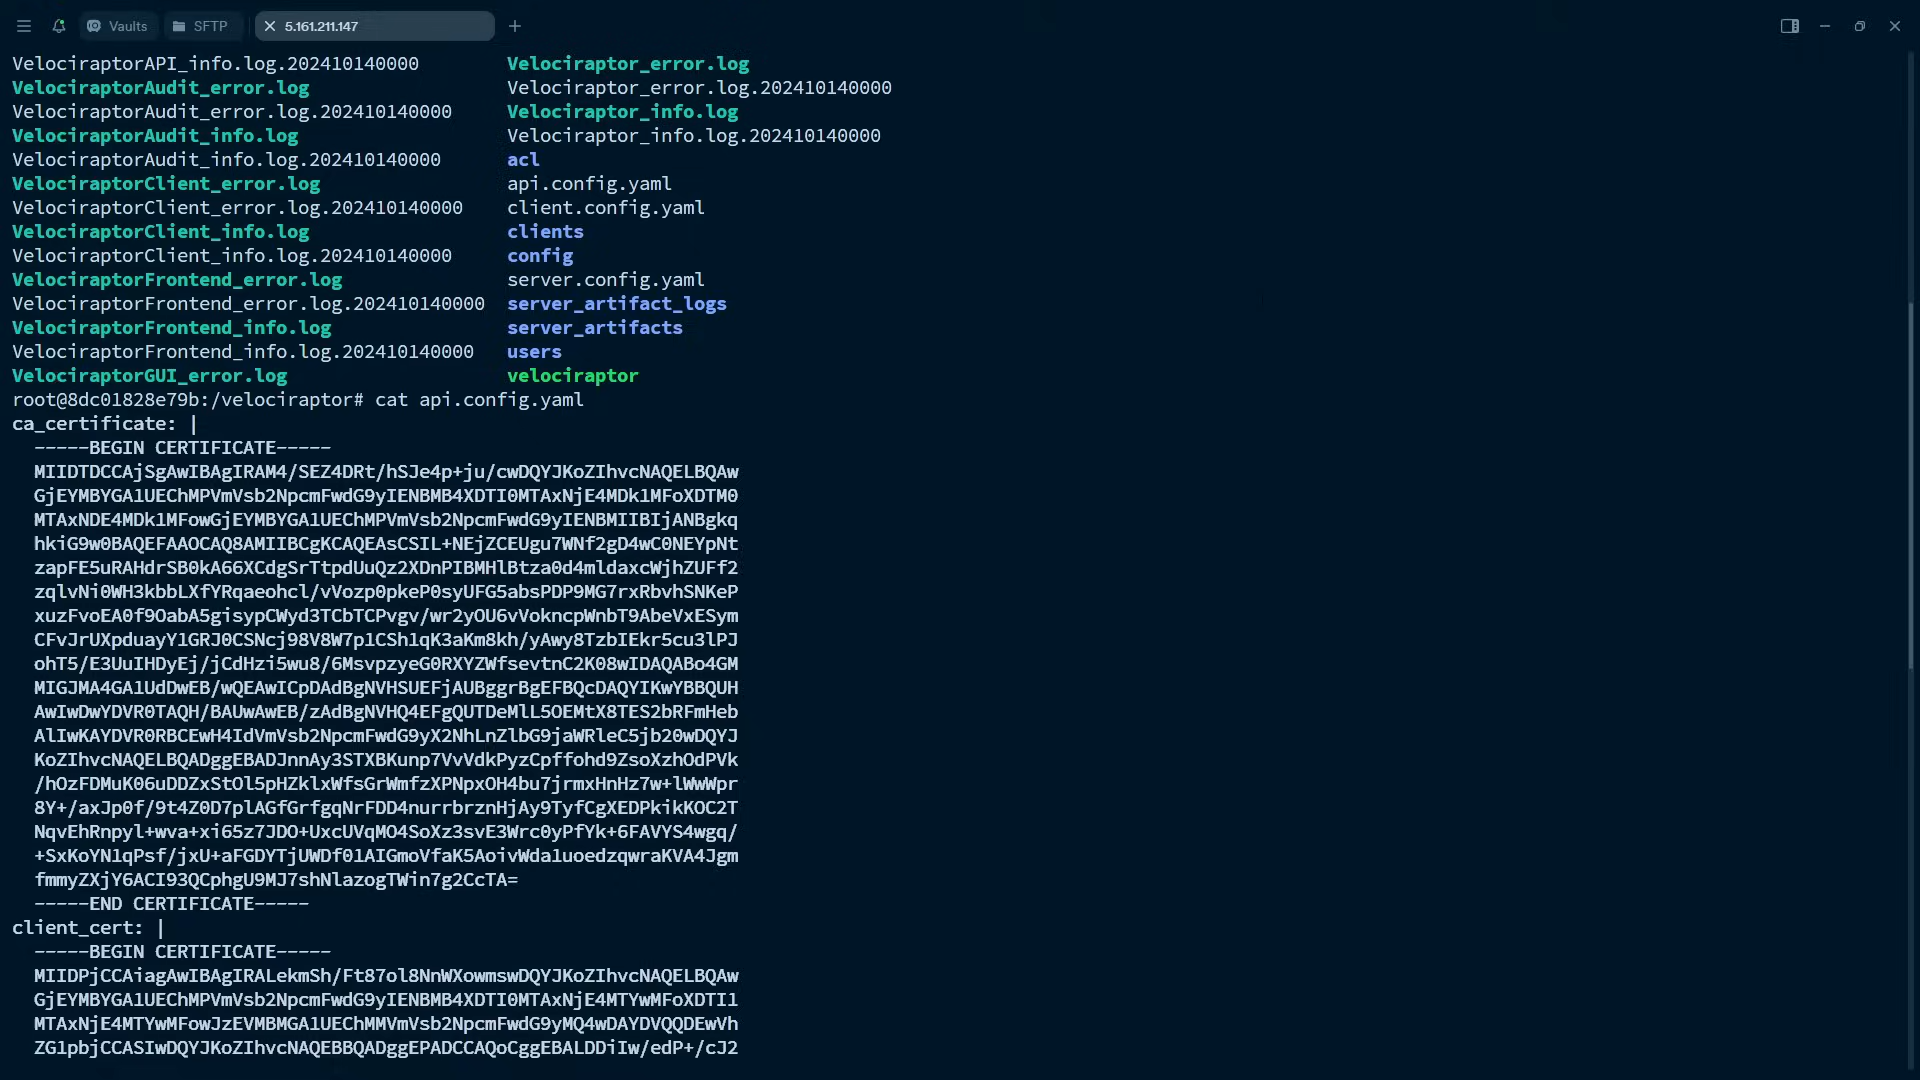 Vaults SFTP 5.161.211.147
VelociraptorAPI_info.log.202410140000 Velociraptor_error.log
VelociraptorAudit_error.log Velociraptor_error.log.202410140000
VelociraptorAudit_error.log.202410140000 Velociraptor_info.log
VelociraptorAudit_info.log Velociraptor_info.log.202410140000
VelociraptorAudit_info.log.202410140000 acl
VelociraptorClient_error.log api.config.yaml
VelociraptorClient_error.log.202410140000 client.config.yaml
VelociraptorClient_info.log clients
VelociraptorClient_info.log.202410140000 config
VelociraptorFrontend_error.log server.config.yaml
VelociraptorFrontend_error.log.202410140000 server_artifact_logs
VelociraptorFrontend_info.log server_artifacts
VelociraptorFrontend_info.log.202410140000 users
VelociraptorGUI_error.log velociraptor
root@8dc01828e79b:/velociraptor# cat api.config.yaml
ca_certificate: |
-----BEGIN CERTIFICATE-----
MIIDTDCCAjSgAwIBAgIRAM4/SEZ4DRt/hSJe4p+ju/cwDQYJKoZIhvcNAQELBQAw
GjEYMBYGA1UEChMPVmVsb2NpcmFwdG9yIENBMB4XDTI0MTAxNjE4MDk1MFoXDTM0
MTAxNDE4MDk1MFowGjEYMBYGA1UEChMPVmVsb2NpcmFwdG9yIENBMIIBIjANBgkq
hkiG9w0BAQEFAAOCAQ8AMIIBCgKCAQEAsCSIL+NEjZCEUgu7WNf2gD4wC0NEYpNt
zapFE5uRAHdrSB0kA66XCdgSrTtpdUuQz2XDnPIBMHlBtza0d4mldaxcWjhZUFf2
zqlvNi0WH3kbbLXfYRqaeohcl/vVozp0pkeP0syUFG5absPDP9MG7rxRbvhSNKeP
xuzFvoEA0f9OabA5gisypCWyd3TCbTCPvgv/wr2yOU6vVokncpWnbT9AbeVxESym
CFvJrUXpduayY1GRJ0CSNcj98V8W7p1CSh1qK3aKm8kh/yAwy8TzbIEkr5cu3lPJ
ohT5/E3UuIHDyEj/jCdHzi5wu8/6MsvpzyeG0RXYZWfsevtnC2K08wIDAQABo4GM
MIGJMA4GA1UdDwEB/wQEAwICpDAdBgNVHSUEFjAUBggrBgEFBQcDAQYIKwYBBQUH
AwIwDwYDVR0TAQH/BAUwAwEB/zAdBgNVHQ4EFgQUTDeMlL5OEMtX8TES2bRFmHeb
AlIwKAYDVR0RBCEwH4IdVmVsb2NpcmFwdG9yX2NhLnZlbG9jaWRleC5jb20wDQYJ
KoZIhvcNAQELBQADggEBADJnnAy3STXBKunp7VvVdkPyzCpffohd9ZsoXzhOdPVk
/hOzFDMuK06uDDZxStOl5pHZklxWfsGrWmfzXPNpxOH4bu7jrmxHnHz7w+lWwWpr
8Y+/axJp0f/9t4Z0D7plAGfGrfgqNrFDD4nurrbrznHjAy9TyfCgXEDPkikKOC2T
NqvEhRnpyl+wva+xi65z7JDO+UxcUVqMO4SoXz3svE3Wrc0yPfYk+6FAVYS4wgq/
+SxKoYN1qPsf/jxU+aFGDYTjUWDf01AIGmoVfaK5AoivWda1uoedzqwraKVA4Jgm
fmmyZXjY6ACI93QCphgU9MJ7shNlazogTWin7g2CcTA=
-----END CERTIFICATE-----
client_cert: |
-----BEGIN CERTIFICATE-----
MIIDPjCCAiagAwIBAgIRALekmSh/Ft87ol8NnWXowmswDQYJKoZIhvcNAQELBQAw
GjEYMBYGA1UEChMPVmVsb2NpcmFwdG9yIENBMB4XDTI0MTAxNjE4MTYwMFoXDTI1
MTAxNjE4MTYwMFowJzEVMBMGA1UEChMMVmVsb2NpcmFwdG9yMQ4wDAYDVQQDEwVh
ZG1pbjCCASIwDQYJKoZIhvcNAQEBBQADggEPADCCAQoCggEBALDDiIw/edP+/cJ2